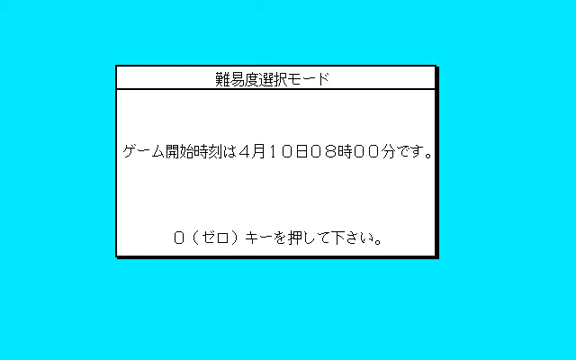 難易度選択モード
ゲーム開始時刻は４月１０日０８時００分です。
０（ゼロ）キーを押して下さい。